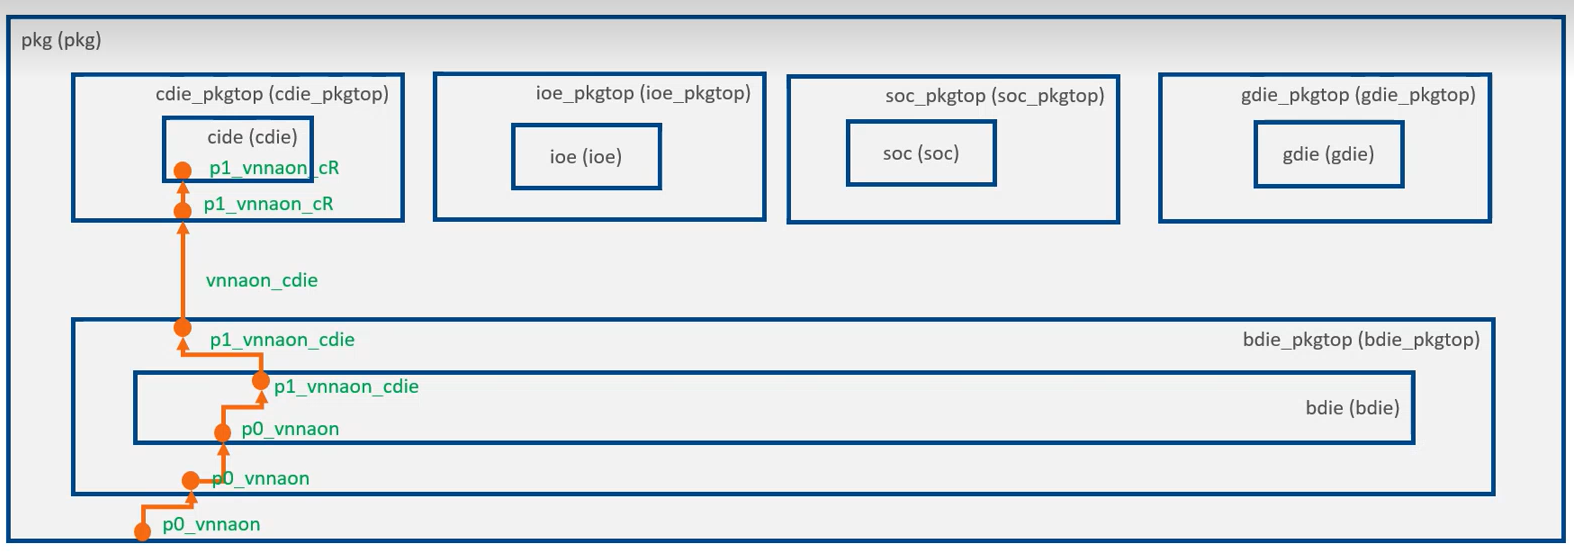 pkg (pkg)
cdie_pkgtop (cdie_pkgtop)
ioe_pkgtop (ioe_pkgtop)
soc_pkgtop (soc_pkgtop)
gdie_pkgtop (gdie_pkgtop)
cide (cdie)
ioe (ioe)
soc (soc)
gdie (gdie)
p1_vnnaon_cR
p1_vnnaon_cR
vnnaon_cdie
p1_vnnaon_cdie
bdie_pkgtop (bdie_pkgtop)
p1_vnnaon_cdie
bdie (bdie)
p0_vnnaon
p0_vnnaon
p0_vnnaon